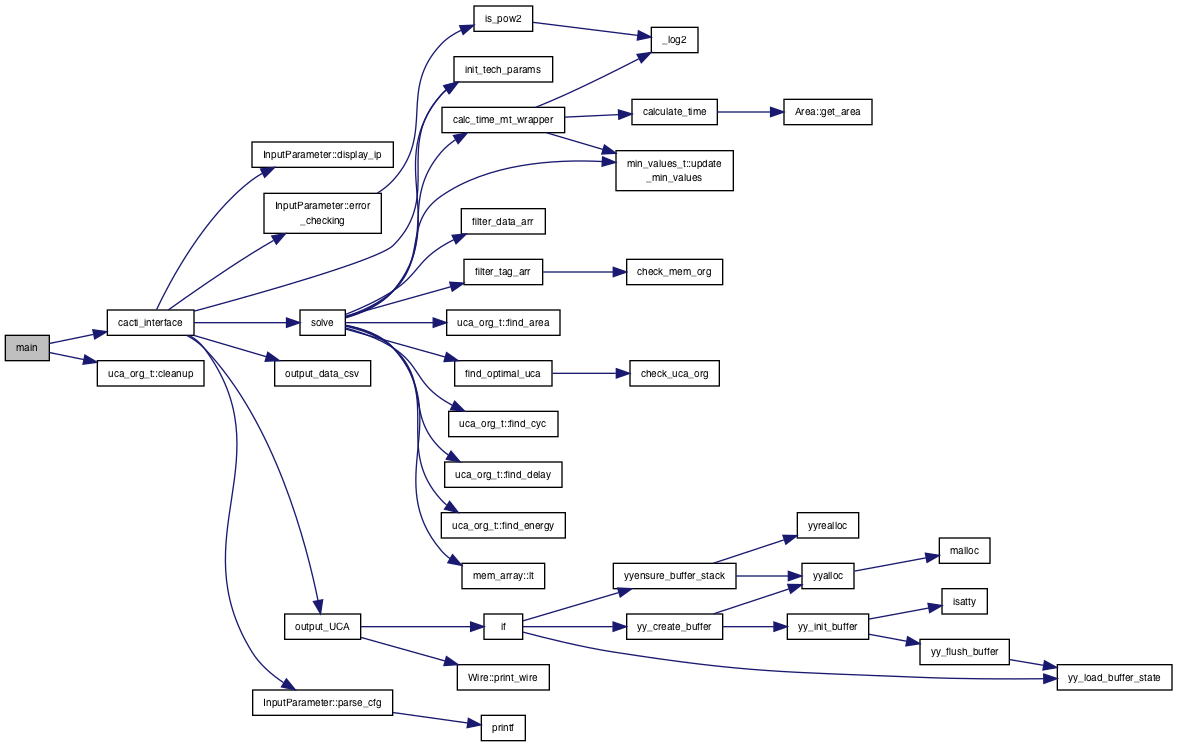 is_pow2
_log2
init_tech_params
calc_time_mt_wrapper
calculate_time
Area::get_area
InputParameter::display_ip
min_values_t::update
_min_values
InputParameter::error
_checking
filter_data_arr
filter_tag_arr
check_mem_org
cacti_interface
solve
uca_org_t::find_area
main
uca_org_t::cleanup
output_data_csv
find_optimal_uca
check_uca_org
uca_org_t::find_cyc
uca_org_t::find_delay
uca_org_t::find_energy
yyrealloc
malloc
mem_array::lt
yyensure_buffer_stack
yyalloc
isatty
output_UCA
if
yy_create_buffer
yy_init_buffer
yy_flush_buffer
Wire::print_wire
yy_load_buffer_state
InputParameter::parse_cfg
printf